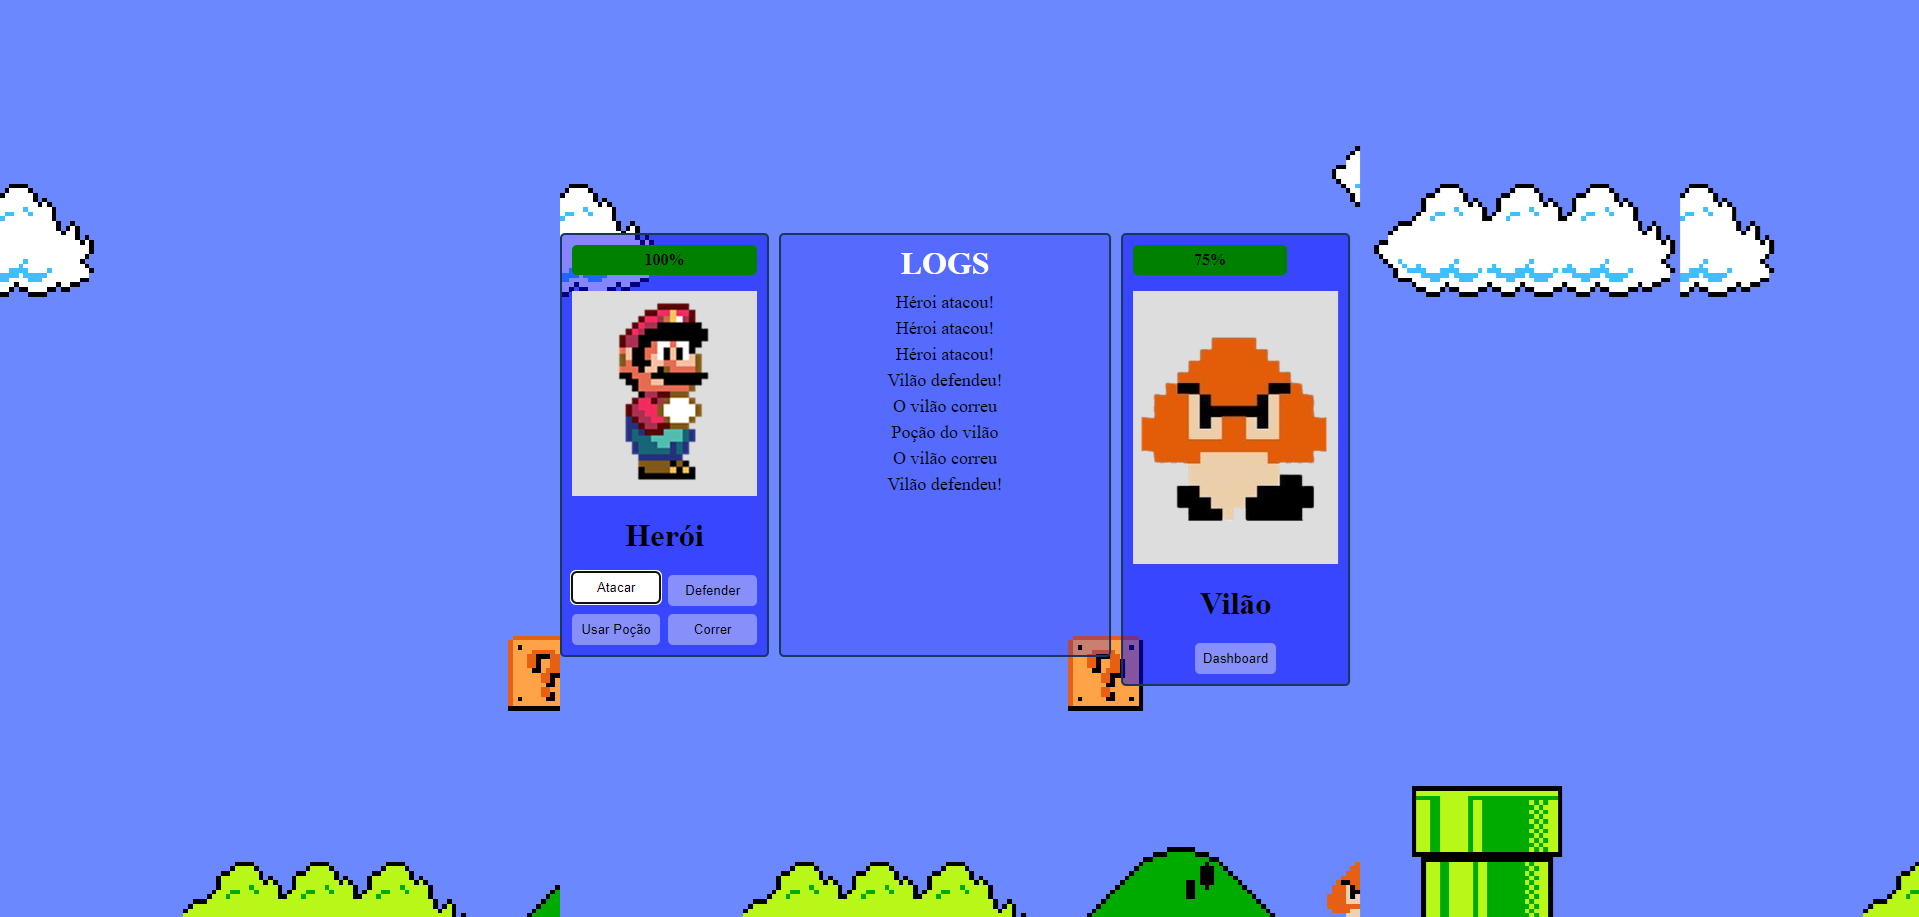 100%
Herói
Atacar
Defender
Usar Poção
Correr
LOGS
Héroi atacou!
Héroi atacou!
Héroi atacou!
Vilão defendeu!
O vilão correu
Poção do vilão
O vilão correu
Vilão defendeu!
75%
Vilão
Dashboard